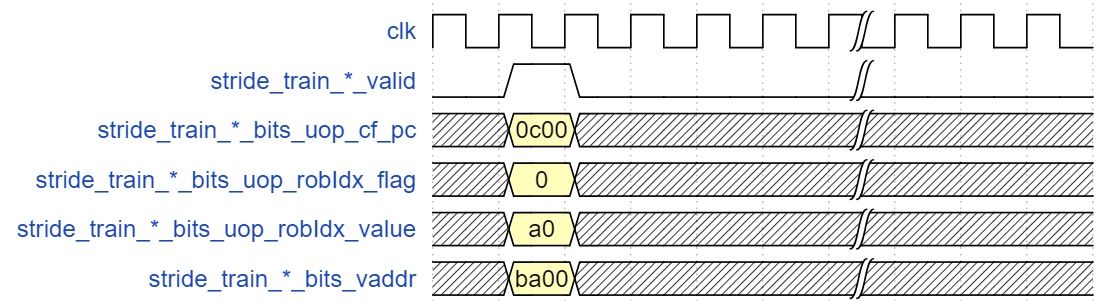 clk
stride_train_*_valid
stride_train_*_bits_uop_cf_pc 0c00
stride_train_*_bits_uop_robIdx_flag 0
stride_train_*_bits_uop_robIdx_value a0
stride_train_*_bits_vaddr ba00